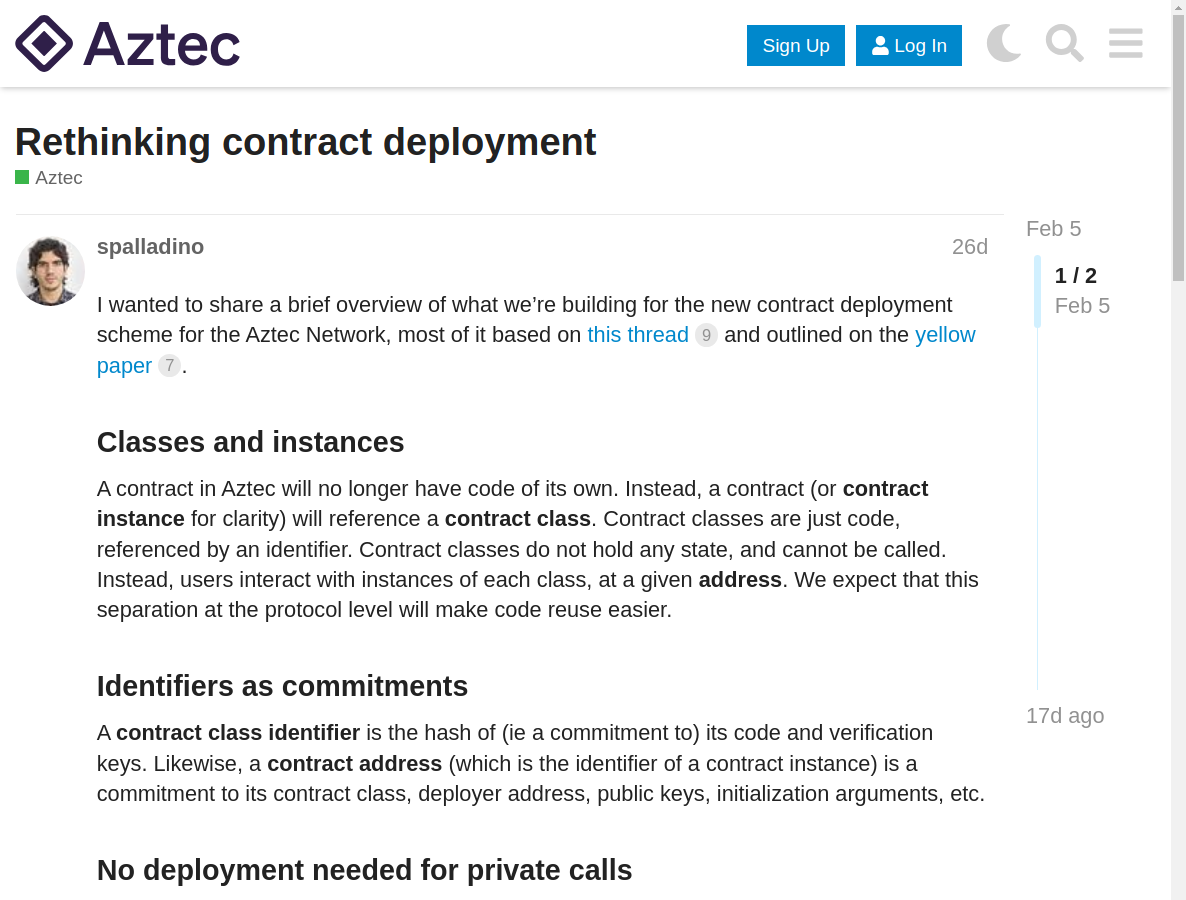 Aztec
Sign Up
Log In
Rethinking contract deployment
Aztec
spalladino
26d
Feb 5
1 / 2
Feb 5
17d ago
I wanted to share a brief overview of what we’re building for the new contract deployment
scheme for the Aztec Network, most of it based on this thread 9 and outlined on the yellow
paper 7.
Classes and instances
A contract in Aztec will no longer have code of its own. Instead, a contract (or contract
instance for clarity) will reference a contract class. Contract classes are just code,
referenced by an identifier. Contract classes do not hold any state, and cannot be called.
Instead, users interact with instances of each class, at a given address. We expect that this
separation at the protocol level will make code reuse easier.
Identifiers as commitments
A contract class identifier is the hash of (ie a commitment to) its code and verification
keys. Likewise, a contract address (which is the identifier of a contract instance) is a
commitment to its contract class, deployer address, public keys, initialization arguments, etc.
No deployment needed for private calls